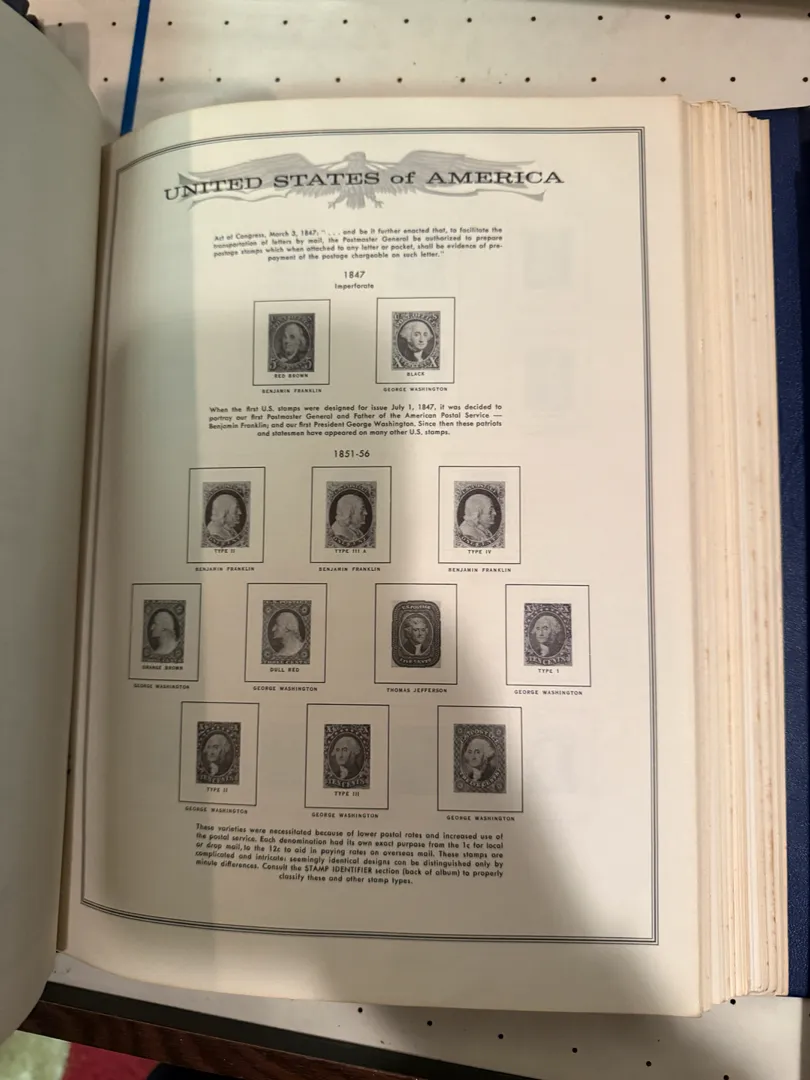 UNITED STATES of AMERICA
Act of Congress, March 3, 1847: ". . . and be it further enacted that, to facilitate the
transportation of letters by mail, the Postmaster General be authorized to prepare
postage stamps which when attached to any letter or packet, shall be evidence of pre-
payment of the postage chargeable on such letter."
1847
Imperforate
RED BROWN
BLACK
BENJAMIN FRANKLIN
GEORGE WASHINGTON
When the first U.S. stamps were designed for issue July 1, 1847, it was decided to
portray our first Postmaster General and Father of the American Postal Service —
Benjamin Franklin; and our first President George Washington. Since then these patriots
and statesmen have appeared on many other U.S. stamps.
1851-56
TYPE II
TYPE III A
TYPE IV
BENJAMIN FRANKLIN
BENJAMIN FRANKLIN
BENJAMIN FRANKLIN
ORANGE BROWN
DULL RED
TYPE 1
GEORGE WASHINGTON
GEORGE WASHINGTON
THOMAS JEFFERSON
GEORGE WASHINGTON
TYPE II
TYPE III
GEORGE WASHINGTON
GEORGE WASHINGTON
GEORGE WASHINGTON
These varieties were necessitated because of lower postal rates and increased use of
the postal service. Each denomination had its own exact purpose from the 1c for local
or drop mail, to the 12c to aid in paying rates on overseas mail. These stamps are
complicated and intricate: seemingly identical designs can be distinguished only by
minute differences. Consult the STAMP IDENTIFIER section (back of album) to properly
classify these and other stamp types.